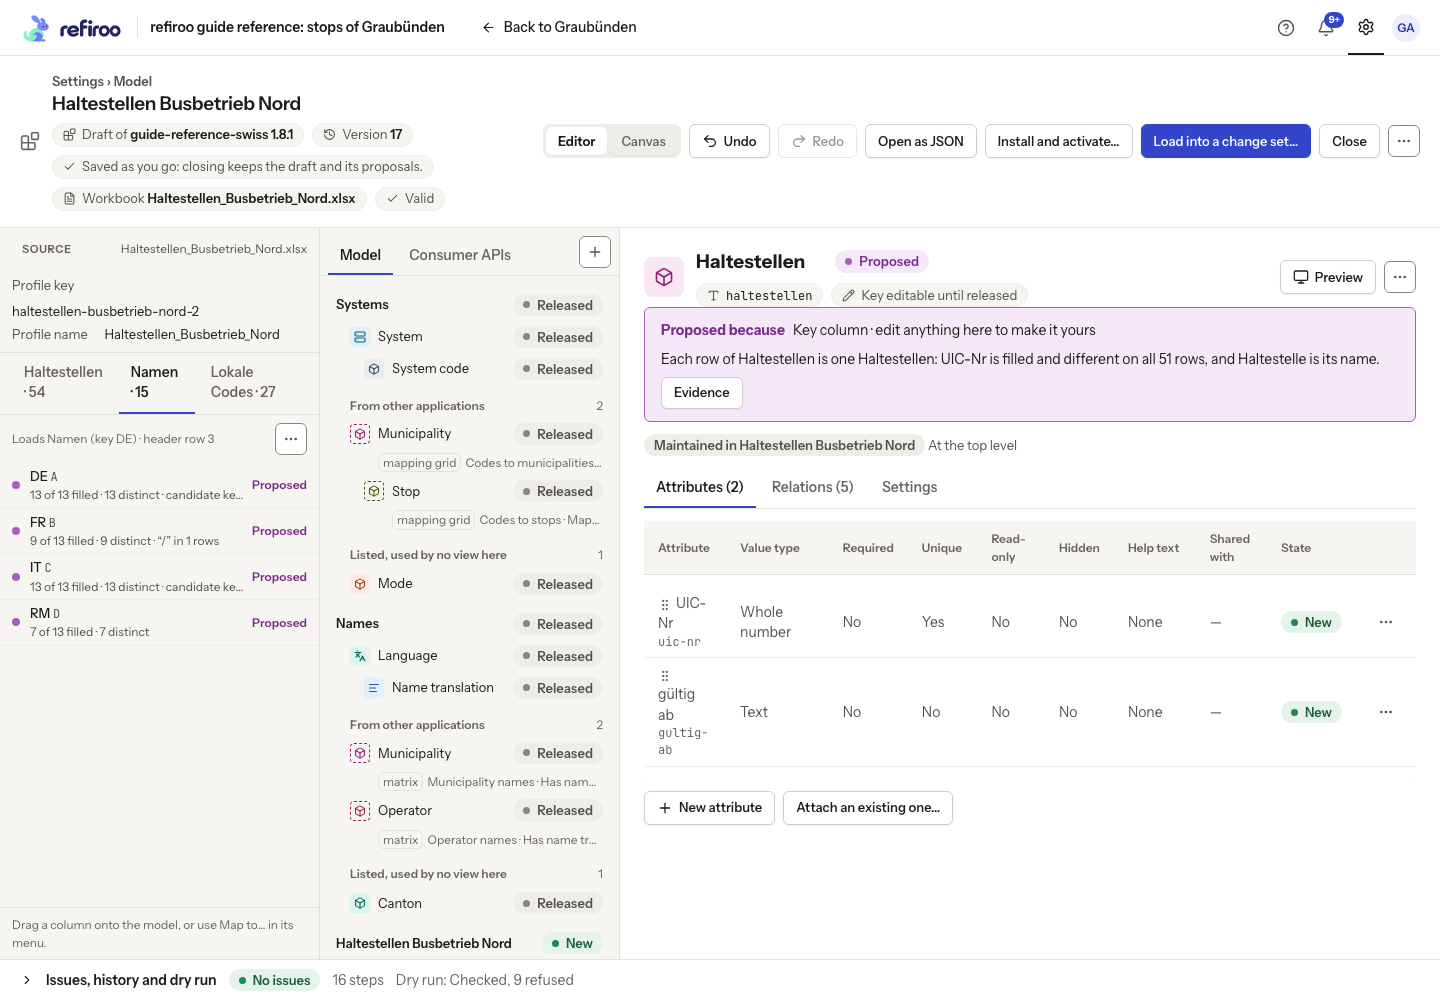 refiroo
refiroo guide reference: stops of Graubünden
Back to Graubünden
9+
GA
Settings › Model
Haltestellen Busbetrieb Nord
Draft of guide-reference-swiss 1.8.1
Version 17
Saved as you go: closing keeps the draft and its proposals.
Workbook Haltestellen_Busbetrieb_Nord.xlsx
Valid
Editor
Canvas
Undo
Redo
Open as JSON
Install and activate...
Load into a change set...
Close
SOURCE
Haltestellen_Busbetrieb_Nord.xlsx
Profile key
haltestellen-busbetrieb-nord-2
Profile name Haltestellen_Busbetrieb_Nord
Haltestellen
· 54
Namen
· 15
Lokale
Codes · 27
Loads Namen (key DE) · header row 3
DE A
13 of 13 filled · 13 distinct · candidate ke...
Proposed
FR B
9 of 13 filled · 9 distinct · “/” in 1 rows
Proposed
IT C
13 of 13 filled · 13 distinct · candidate ke...
Proposed
RM D
7 of 13 filled · 7 distinct
Proposed
Drag a column onto the model, or use Map to... in its
menu.
Model
Consumer APIs
Systems Released
System Released
System code Released
From other applications 2
Municipality Released
mapping grid Codes to municipalities...
Stop Released
mapping grid Codes to stops · Map...
Listed, used by no view here 1
Mode Released
Names Released
Language Released
Name translation Released
From other applications 2
Municipality Released
matrix Municipality names · Has nam...
Operator Released
matrix Operator names · Has name tr...
Listed, used by no view here 1
Canton Released
Haltestellen Busbetrieb Nord New
Haltestellen
Proposed
haltestellen
Key editable until released
Preview
Proposed because Key column · edit anything here to make it yours
Each row of Haltestellen is one Haltestellen: UIC-Nr is filled and different on all 51 rows, and Haltestelle is its name.
Evidence
Maintained in Haltestellen Busbetrieb Nord At the top level
Attributes (2)
Relations (5)
Settings
Attribute
Value type
Required
Unique
Read-
only
Hidden
Help text
Shared
with
State
UIC-
Nr
uic-nr
Whole
number
No
Yes
No
No
None
—
New
gültig
ab
gultig-
ab
Text
No
No
No
No
None
—
New
New attribute
Attach an existing one...
Issues, history and dry run
No issues
16 steps
Dry run: Checked, 9 refused